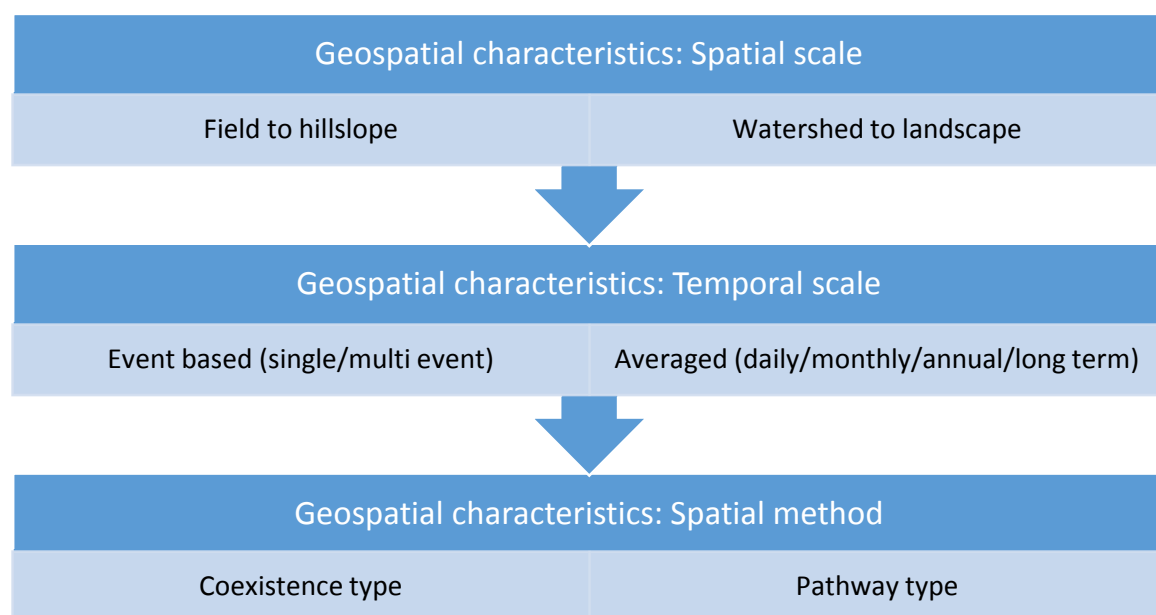 Geospatial characteristics: Spatial scale
Field to hillslope
Watershed to landscape
Geospatial characteristics: Temporal scale
Event based (single/multi event)
Averaged (daily/monthly/annual/long term)
Geospatial characteristics: Spatial method
Coexistence type
Pathway type